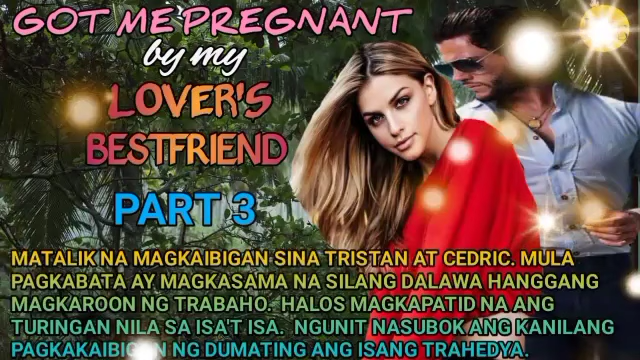 GOT ME PREGNANT
by my
LOVER'S
BESTFRIEND
PART 3
MATALIK NA MAGKAIBIGAN SINA TRISTAN AT CEDRIC. MULA
PAGKABATA AY MAGKASAMA NA SILANG DALAWA HANGGANG
MAGKAROON NG TRABAHO. HALOS MAGKAPATID NA ANG
TURINGAN NILA SA ISA'T ISA. NGUNIT NASUBOK ANG KANILANG
PAGKAKAIBIGAN NG DUMATING ANG ISANG TRAHEDYA.